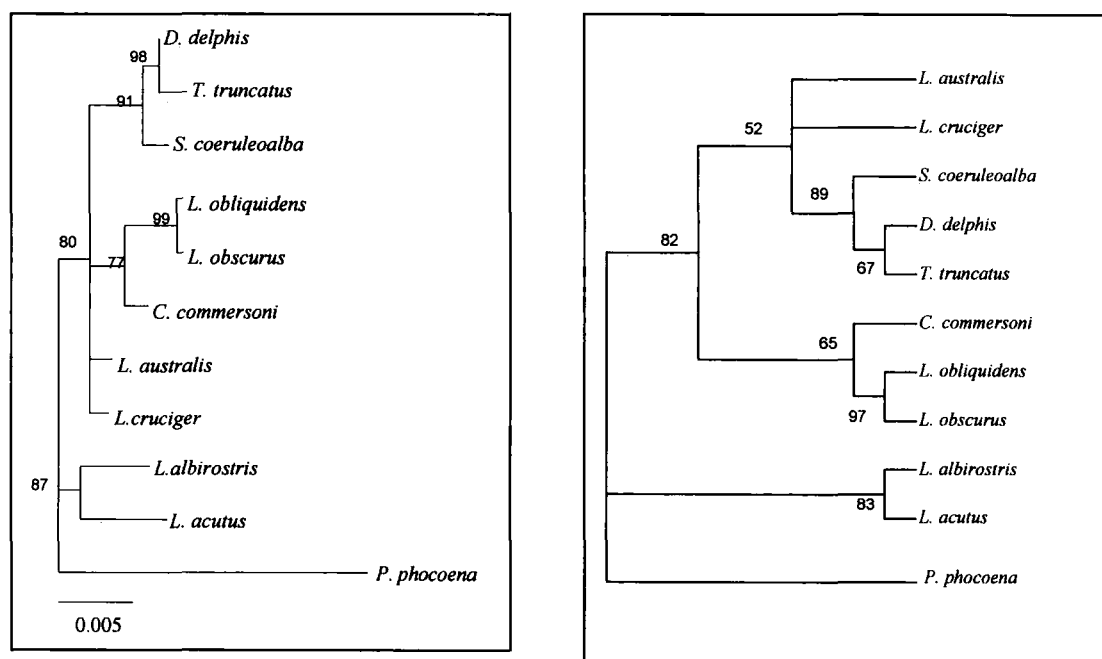 D. delphis
98
T. truncatus
91
S. coeruleoalba
L. obliquidens
99
80
L. obscurus
77
C. commersoni
L. australis
L.cruciger
L.albirostris
87
L. acutus
P. phocoena
0.005
L. australis
52
L. cruciger
S. coeruleoalba
89
D. delphis
82
67
T. truncatus
C. commersoni
65
L. obliquidens
97
L. obscurus
L. albirostris
83
L. acutus
P. phocoena